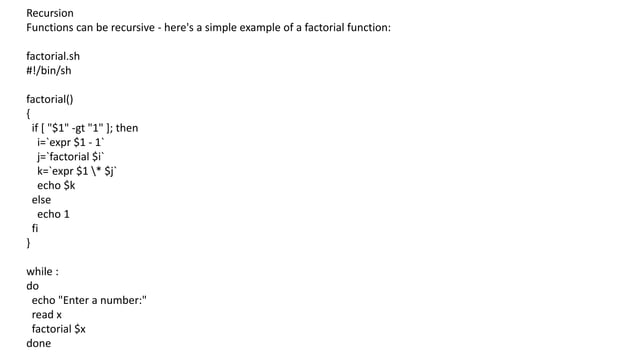 Recursion
Functions can be recursive - here's a simple example of a factorial function:
factorial.sh
#!/bin/sh
factorial()
{
if [ "$1" -gt "1" ]; then
i=`expr $1 - 1`
j=`factorial $i`
k=`expr $1 \* $j`
echo $k
else
echo 1
fi
}
while :
do
echo "Enter a number:"
read x
factorial $x
done